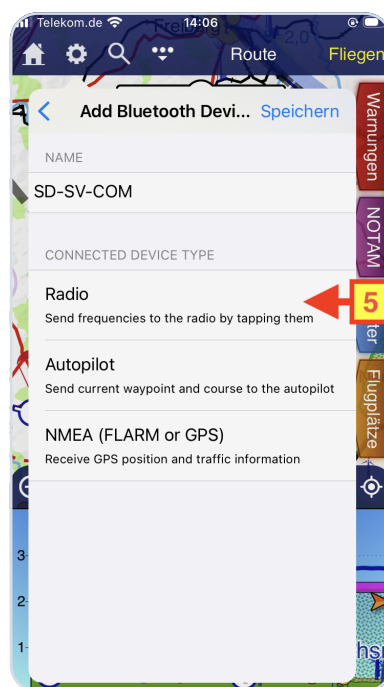 Telekom.de 14:06
Route Fliegen
Add Bluetooth Devi... Speichern
NAME
SD-SV-COM
CONNECTED DEVICE TYPE
Radio
Send frequencies to the radio by tapping them
5
Autopilot
Send current waypoint and course to the autopilot
NMEA (FLARM or GPS)
Receive GPS position and traffic information
Warnungen
NOTAM
ter
Flugplätze
3
2
1